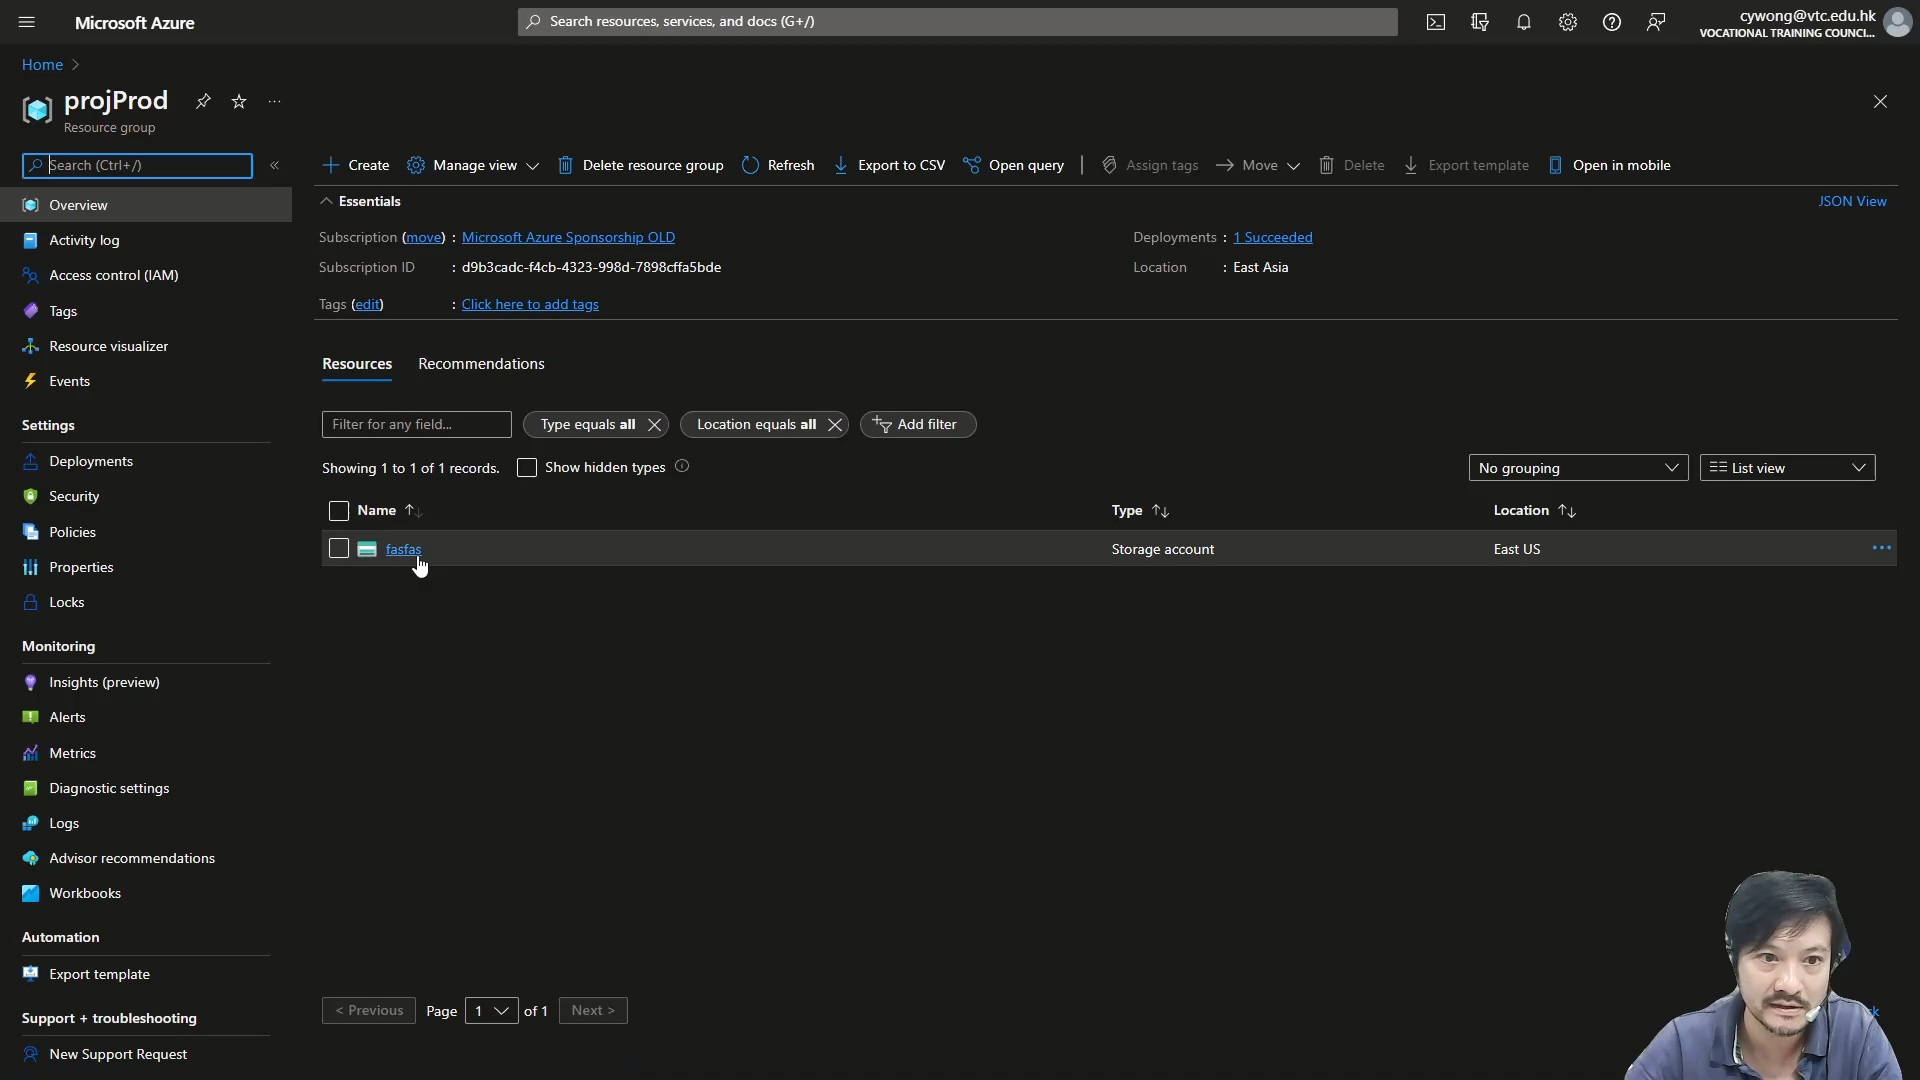 Microsoft Azure
Search resources, services, and docs (G+/)
cywong@vtc.edu.hk
VOCATIONAL TRAINING COUNCI...
Home
projProd
...
Resource group
Search (Ctrl+/)
«
Create
Manage view
Delete resource group
Refresh
Export to CSV
Open query
Assign tags
Move
Delete
Export template
Open in mobile
Overview
Activity log
Access control (IAM)
Tags
Resource visualizer
Events
Settings
Deployments
Security
Policies
Properties
Locks
Monitoring
Insights (preview)
Alerts
Metrics
Diagnostic settings
Logs
Advisor recommendations
Workbooks
Automation
Export template
Support + troubleshooting
New Support Request
Essentials
JSON View
Subscription (move) : Microsoft Azure Sponsorship OLD
Deployments : 1 Succeeded
Subscription ID : d9b3cadc-f4cb-4323-998d-7898cffa5bde
Location : East Asia
Tags (edit) : Click here to add tags
Resources Recommendations
Filter for any field...
Type equals all
Location equals all
Add filter
Showing 1 to 1 of 1 records.
Show hidden types
No grouping
List view
Name
Type
Location
fasfas
Storage account
East US
...
< Previous
Page 1 of 1
Next >